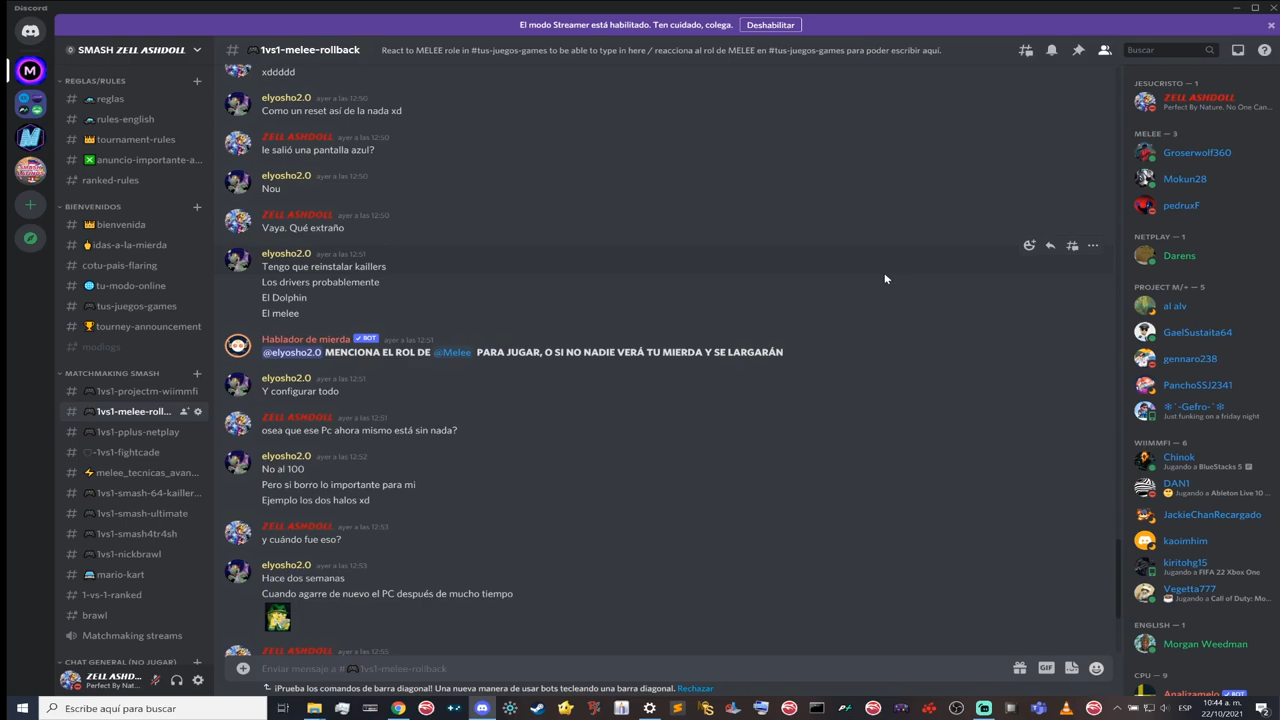 Discord
El modo Streamer está habilitado. Ten cuidado, colega.
Deshabilitar
SMASH ZELL ASHDOLL
1vs1-melee-rollback
React to MELEE role in #tus-juegos-games to be able to type in here / reacciona al rol de MELEE en #tus-juegos-games para poder escribir aquí.
Buscar
REGLAS/RULES
reglas
rules-english
tournament-rules
anuncio-importante-a...
ranked-rules
BIENVENIDOS
bienvenida
idas-a-la-mierda
cotu-pais-flaring
tu-modo-online
tus-juegos-games
tourney-announcement
modlogs
MATCHMAKING SMASH
1vs1-projectm-wiimmfi
1vs1-melee-roll...
1vs1-pplus-netplay
-1vs1-fightcade
melee_tecnicas_avan...
1vs1-smash-64-kailler...
1vs1-smash-ultimate
1vs1-smash4tr4sh
1vs1-nickbrawl
mario-kart
1-vs-1-ranked
brawl
Matchmaking streams
CHAT GENERAL (NO JUGAR)
ZELL ASHD...
Perfect By Nat...
xddddd
elyosho2.0 ayer a las 12:50
Como un reset así de la nada xd
ZELL ASHDOLL ayer a las 12:50
le salió una pantalla azul?
elyosho2.0 ayer a las 12:50
Nou
ZELL ASHDOLL ayer a las 12:50
Vaya. Qué extraño
elyosho2.0 ayer a las 12:51
Tengo que reinstalar kaillers
Los drivers probablemente
El Dolphin
El melee
Hablador de mierda BOT ayer a las 12:51
@elyosho2.0 MENCIONA EL ROL DE @Melee PARA JUGAR, O SI NO NADIE VERÁ TU MIERDA Y SE LARGARÁN
elyosho2.0 ayer a las 12:51
Y configurar todo
ZELL ASHDOLL ayer a las 12:51
osea que ese Pc ahora mismo está sin nada?
elyosho2.0 ayer a las 12:52
No al 100
Pero si borro lo importante para mi
Ejemplo los dos halos xd
ZELL ASHDOLL ayer a las 12:53
y cuándo fue eso?
elyosho2.0 ayer a las 12:53
Hace dos semanas
Cuando agarre de nuevo el PC después de mucho tiempo
ZELL ASHDOLL ayer a las 12:55
Enviar mensaje a # 1vs1-melee-rollback
GIF
¡Prueba los comandos de barra diagonal! Una nueva manera de usar bots tecleando una barra diagonal. Rechazar
JESUCRISTO — 1
ZELL ASHDOLL
Perfect By Nature. No One Can...
MELEE — 3
Groserwolf360
Mokun28
pedruxF
NETPLAY — 1
Darens
PROJECT M/+ — 5
al alv
GaelSustaita64
gennaro238
PanchoSSJ2341
❄`-Gefro-`❄
Just funking on a friday night
WIIMMFI — 6
Chinok
Jugando a BlueStacks 5
DAN1
Jugando a Ableton Live 10 ...
JackieChanRecargado
kaoimhim
kiritohg15
Jugando a FIFA 22 Xbox One
Vegetta777
Jugando a Call of Duty: Mo...
ENGLISH — 1
Morgan Weedman
CPU — 9
Analizamelo BOT
Escribe aquí para buscar
ESP
10:44 a. m.
22/10/2021
2